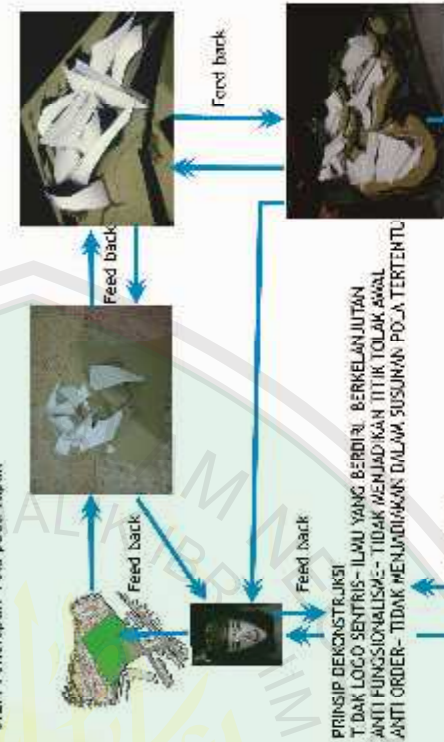 Feed back
Feed back
Feed back
Feed back
PRINSIP DEKONSTRUKSI
T DAK LOGO SENTRIS- ILMU YANG BERDIRI, BERKELANJUTAN
ANTI FUNGSIONALISME- TIDAK MENJADIKAN TITIK TOLAK AWAL
ANTI ORDER- TIDAK MENJADIAKAN DALAM SUSUNAN POLA TERTENTU